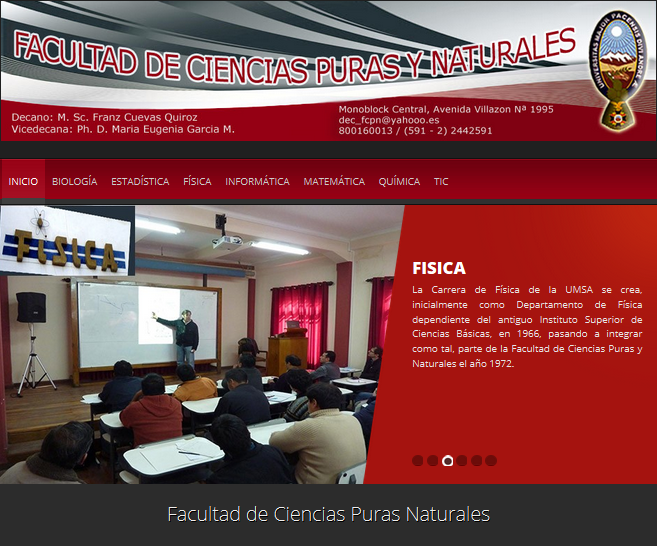 FACULTAD DE CIENCIAS PURAS Y NATURALES
UNIVERSITAS MAJOR PACENSIS DIVI ANDRE Æ
Decano: M. Sc. Franz Cuevas Quiroz
Vicedecana: Ph. D. Maria Eugenia Garcia M.
Monoblock Central, Avenida Villazon Nª 1995
dec_fcpn@yahooo.es
800160013 / (591 - 2) 2442591
INICIO BIOLOGÍA ESTADÍSTICA FÍSICA INFORMÁTICA MATEMÁTICA QUÍMICA TIC
FISICA
FISICA
La Carrera de Física de la UMSA se crea,
inicialmente como Departamento de Física
dependiente del antiguo Instituto Superior de
Ciencias Básicas, en 1966, pasando a integrar
como tal, parte de la Facultad de Ciencias Puras y
Naturales el año 1972.
Facultad de Ciencias Puras Naturales